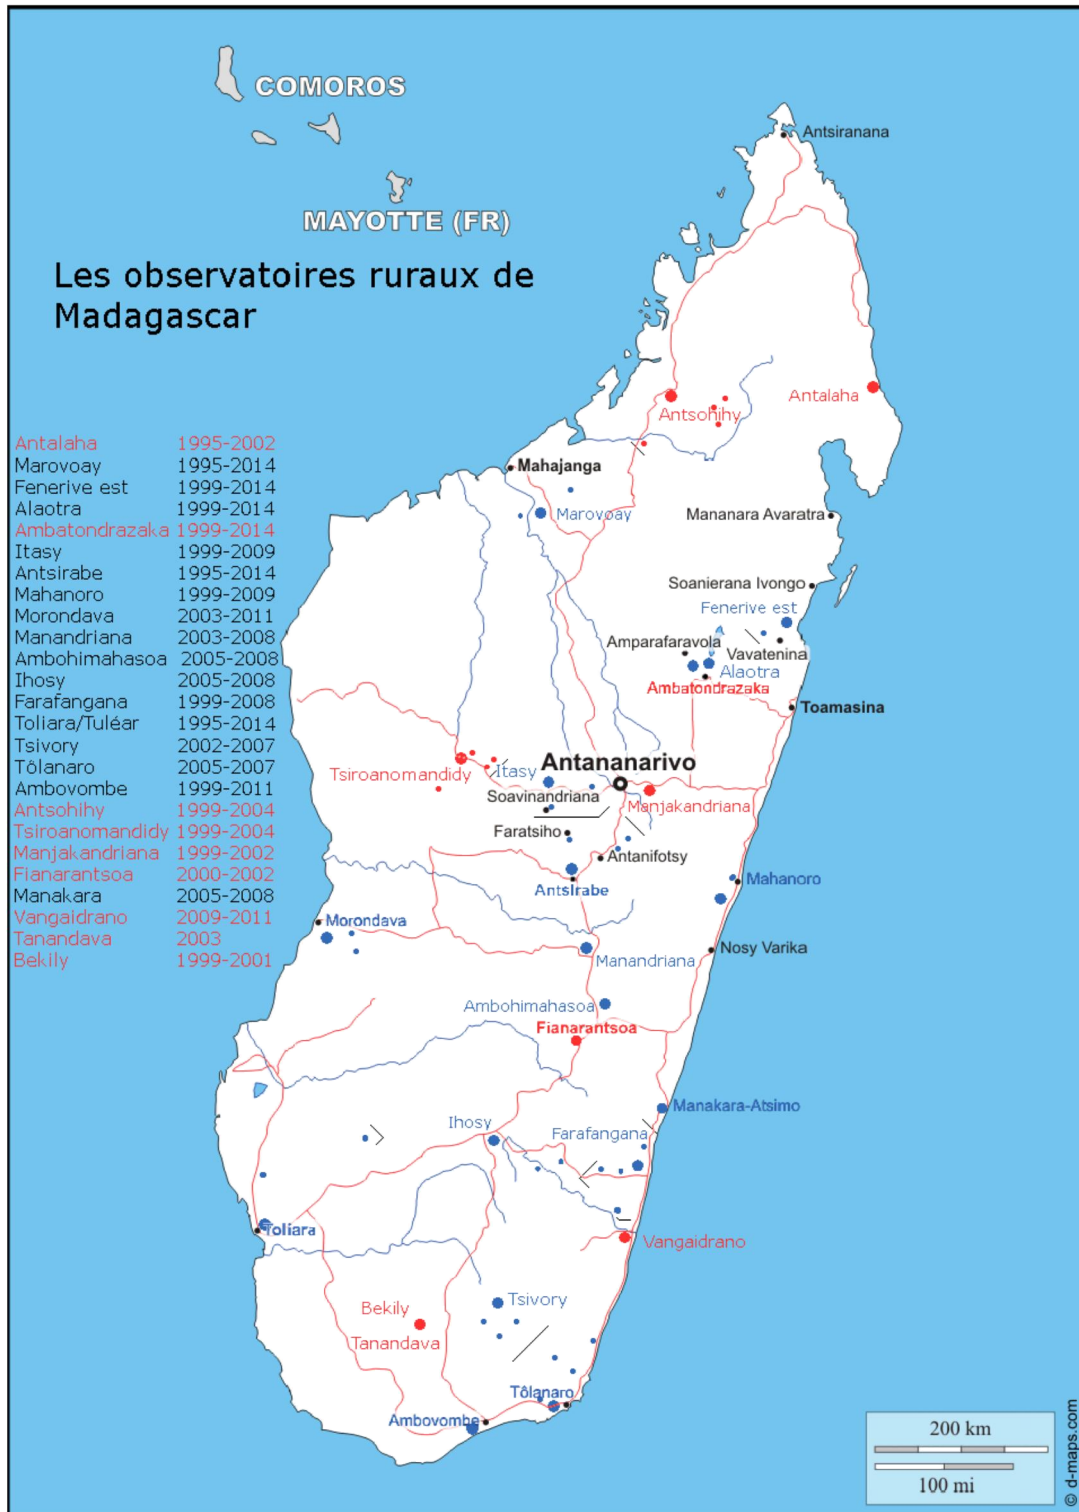 COMOROS
MAYOTTE (FR)
Les observatoires ruraux de
Madagascar
Antalaha 1995-2002
Marovoay 1995-2014
Fenerive est 1999-2014
Alaotra 1999-2014
Ambatondrazaka 1999-2014
Itasy 1999-2009
Antsirabe 1995-2014
Mahanoro 1999-2009
Morondava 2003-2011
Manandriana 2003-2008
Ambohimahasoa 2005-2008
Ihosy 2005-2008
Farafangana 1999-2008
Toliara/Tuléar 1995-2014
Tsivory 2002-2007
Tôlanaro 2005-2007
Ambovombe 1999-2011
Antsohihy 1999-2004
Tsiroanomandidy 1999-2004
Manjakandriana 1999-2002
Fianarantsoa 2000-2002
Manakara 2005-2008
Vangaidrano 2009-2011
Tanandava 2003
Bekily 1999-2001
Antsiranana
Antalaha
Antsohihy
Mahajanga
Marovoay
Mananara Avaratra
Soanierana Ivongo
Fenerive est
Amparafaravola
Vavatenina
Alaotra
Ambatondrazaka
Toamasina
Antananarivo
Tsiroanomandidy
Itasy
Soavinandriana
Manjakandriana
Faratsiho
Antanifotsy
Antsirabe
Mahanoro
Morondava
Nosy Varika
Manandriana
Ambohimahasoa
Fianarantsoa
Manakara-Atsimo
Ihosy
Farafangana
Toliara
Vangaidrano
Tsivory
Bekily
Tanandava
Tôlanaro
Ambovombe
200 km
100 mi
© d-maps.com